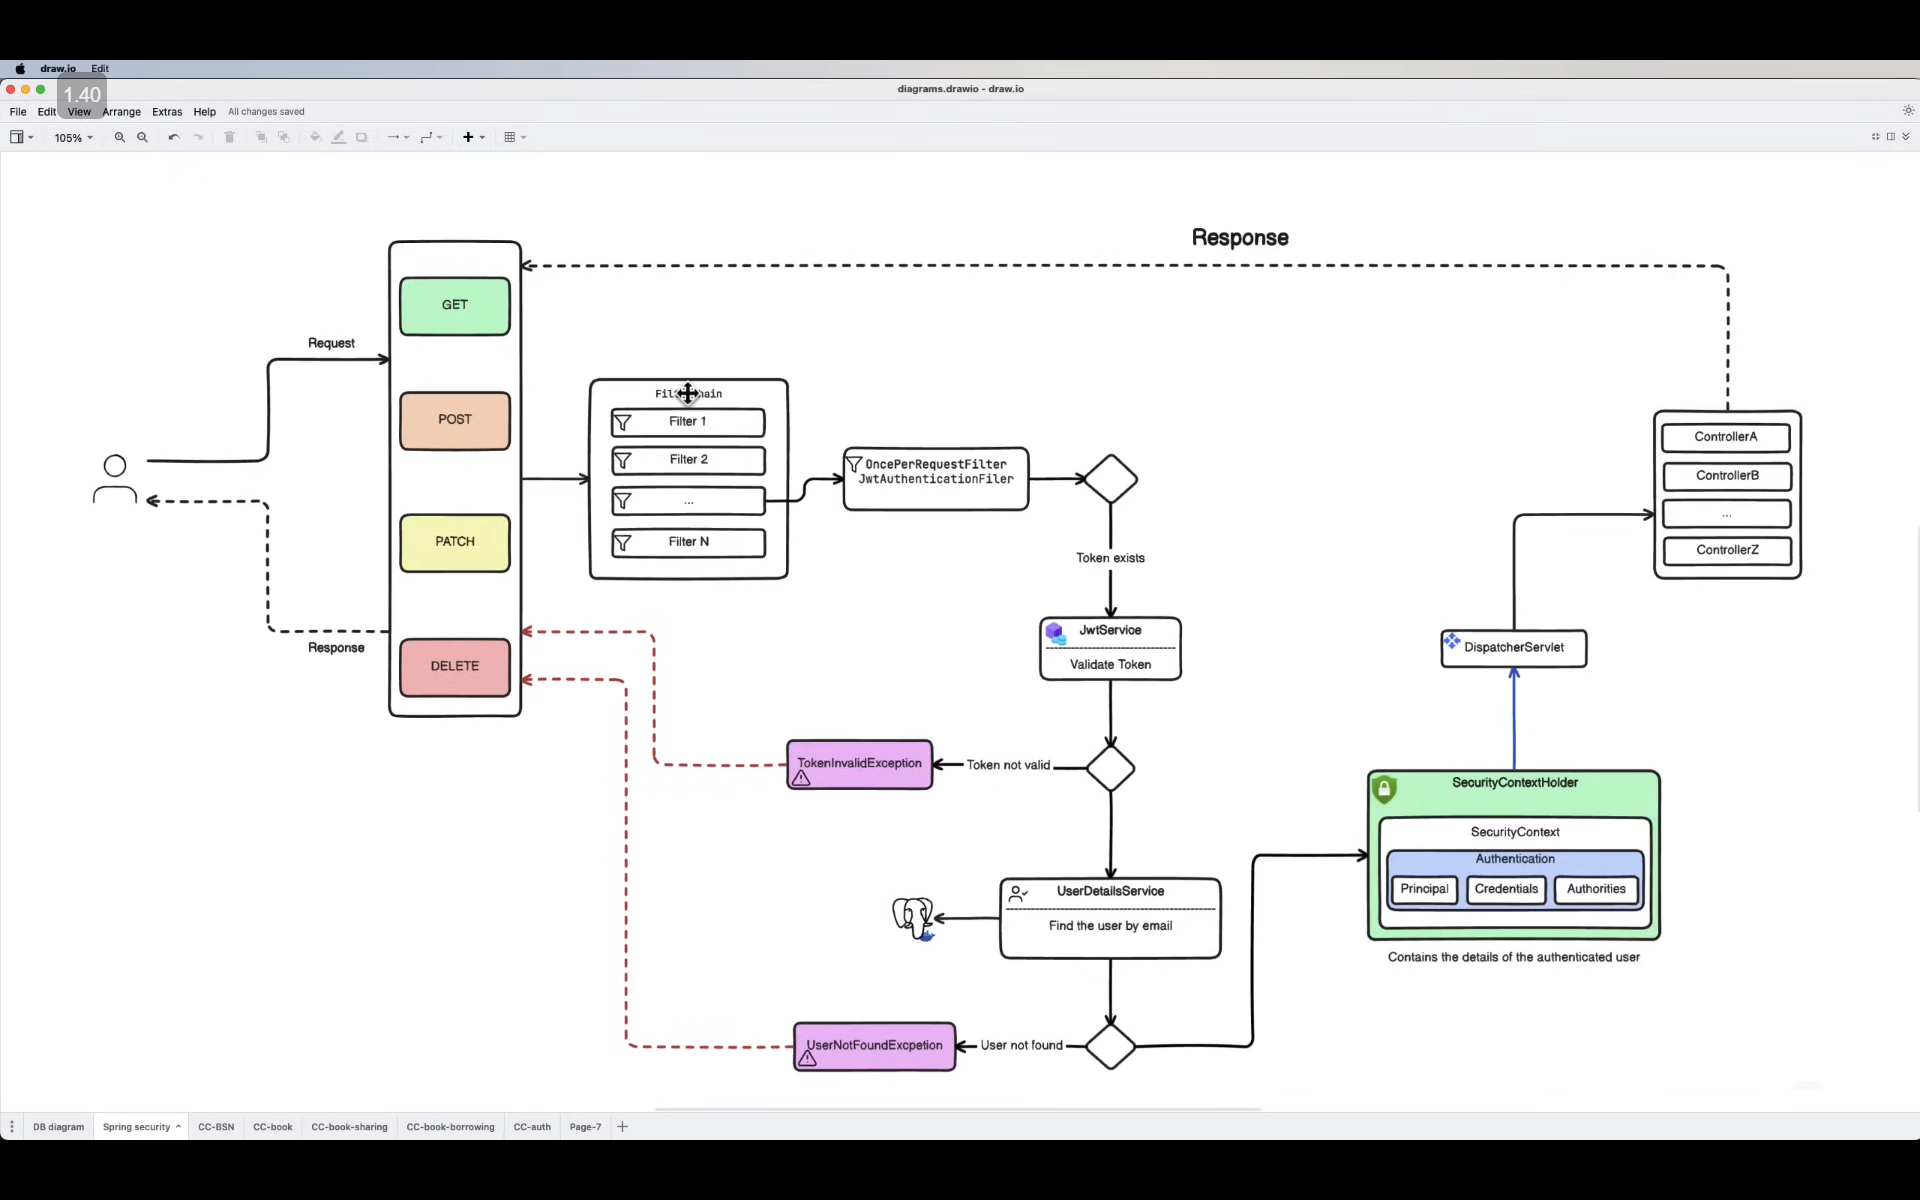 draw.io Edit
diagrams.drawio - draw.io
1.40
File Edit View Arrange Extras Help All changes saved
105%
Response
GET
Request
POST
Filter 1
Filter 2
...
Filter N
OncePerRequestFilter
JwtAuthenticationFiler
ControllerA
ControllerB
...
ControllerZ
PATCH
Token exists
Response
DELETE
JwtService
Validate Token
DispatcherServlet
TokenInvalidException
Token not valid
SecurityContextHolder
SecurityContext
Authentication
Principal Credentials Authorities
Contains the details of the authenticated user
UserDetailsService
Find the user by email
UserNotFoundExcpetion
User not found
DB diagram Spring security CC-BSN CC-book CC-book-sharing CC-book-borrowing CC-auth Page-7